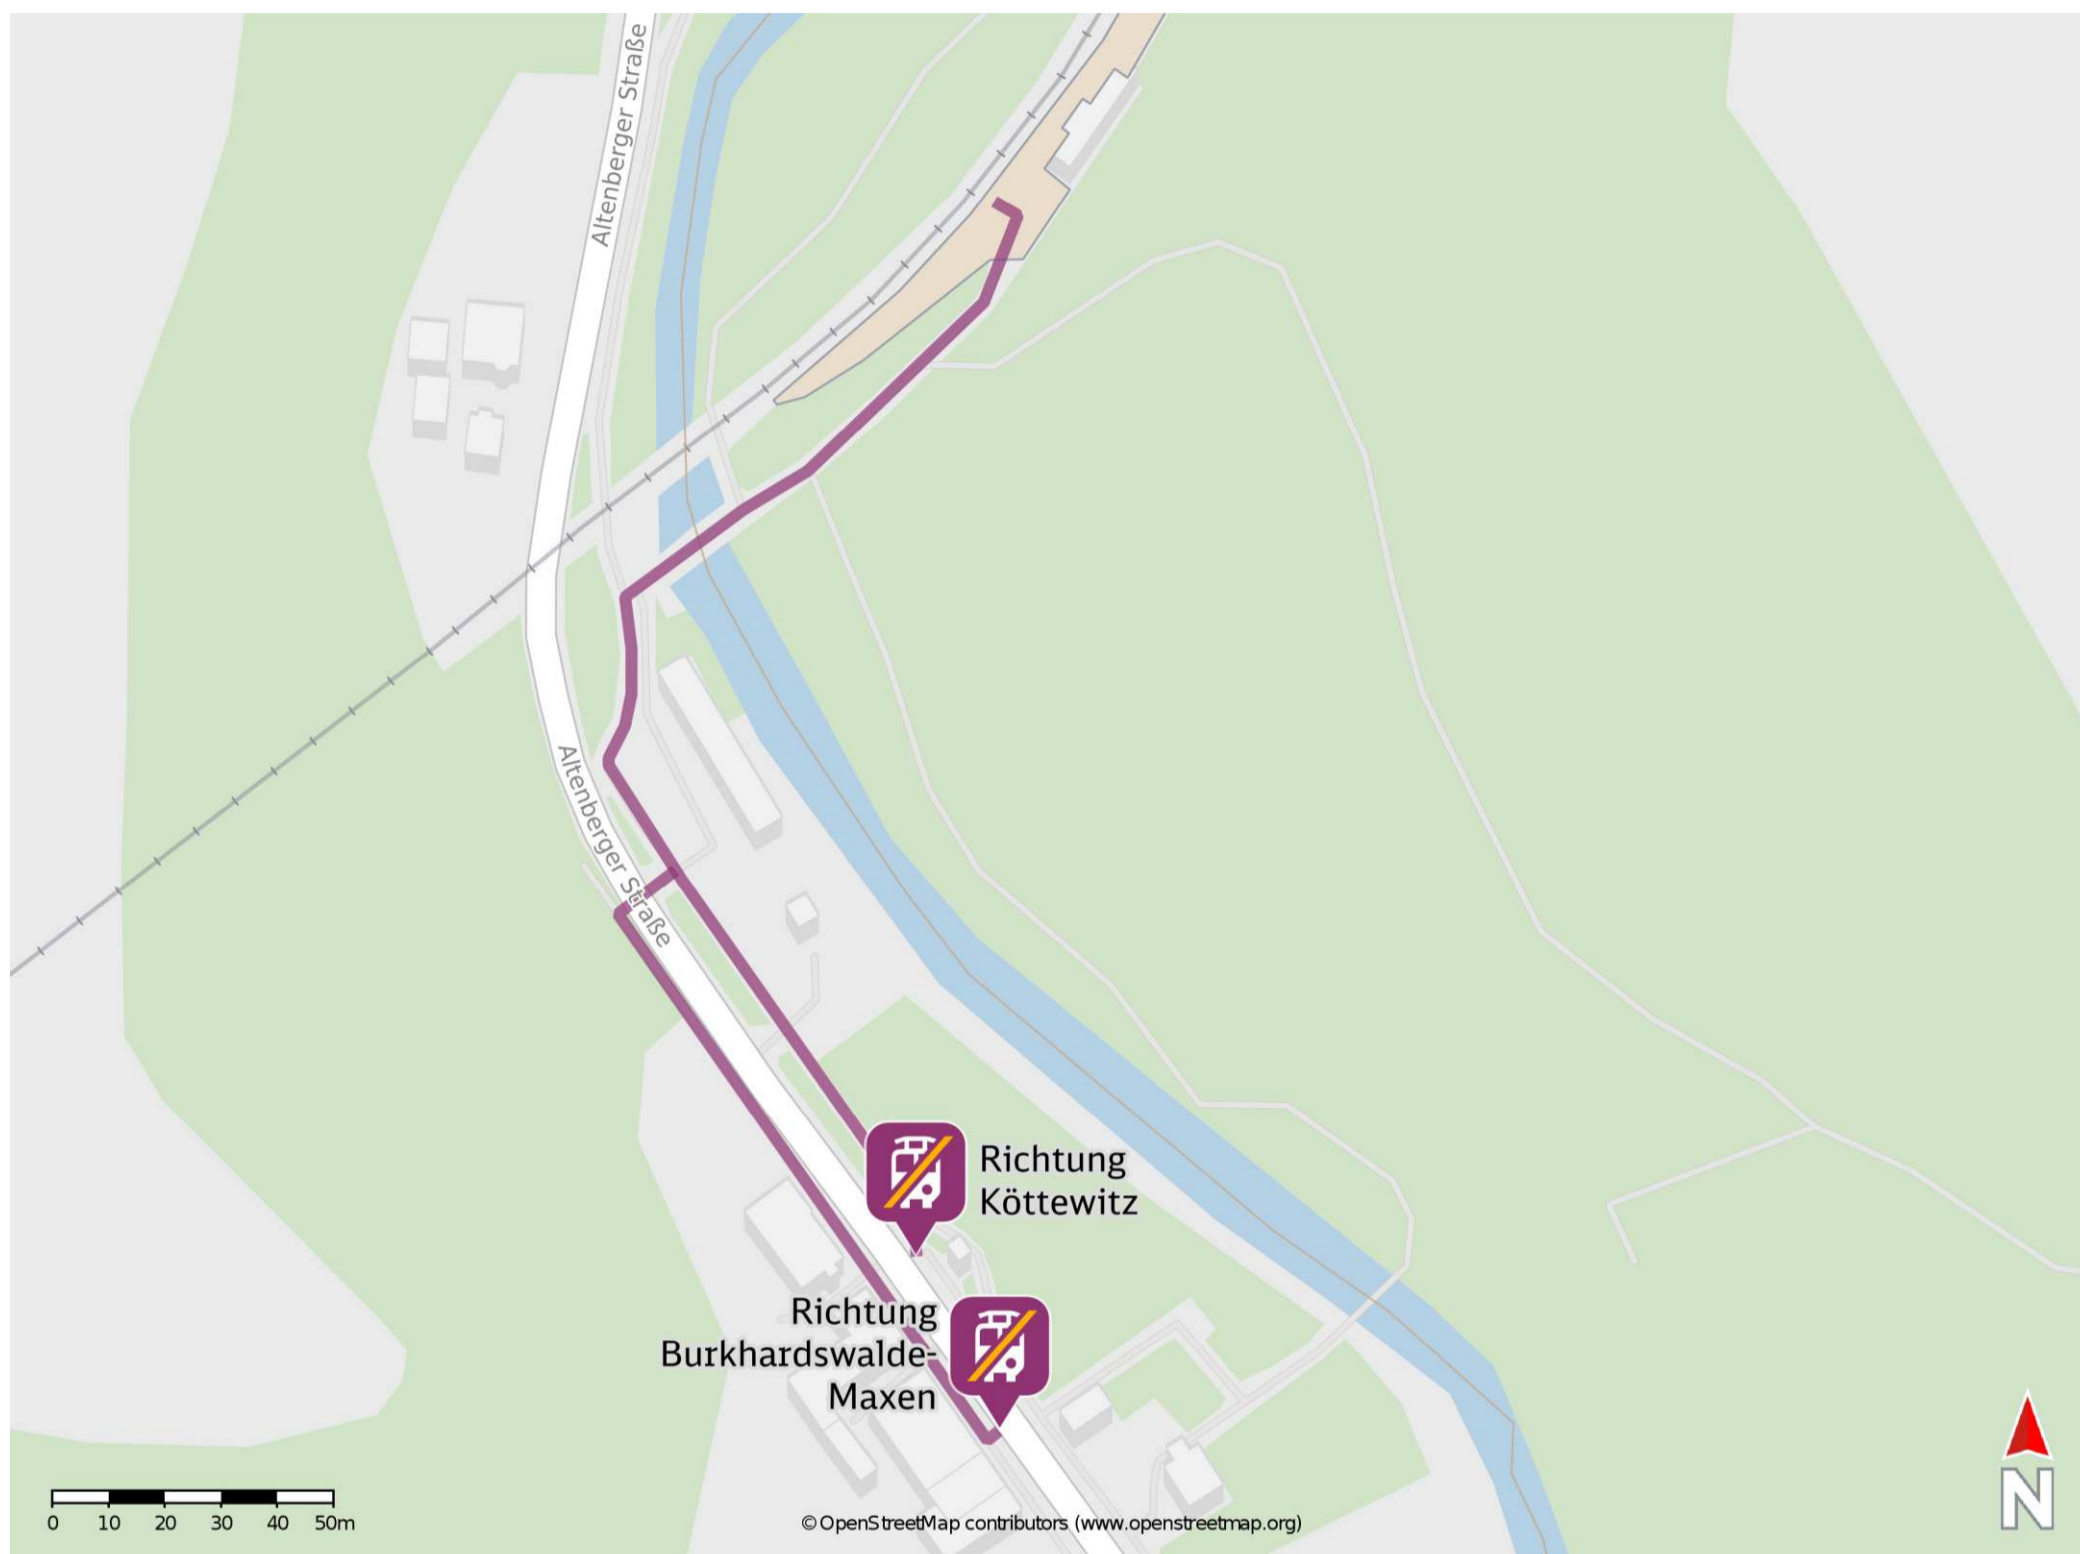 Altenberger Straße
Altenberger Straße
Richtung
Köttewitz
Richtung
Burkhardswalde-
Maxen
0 10 20 30 40 50m
© OpenStreetMap contributors (www.openstreetmap.org)
N